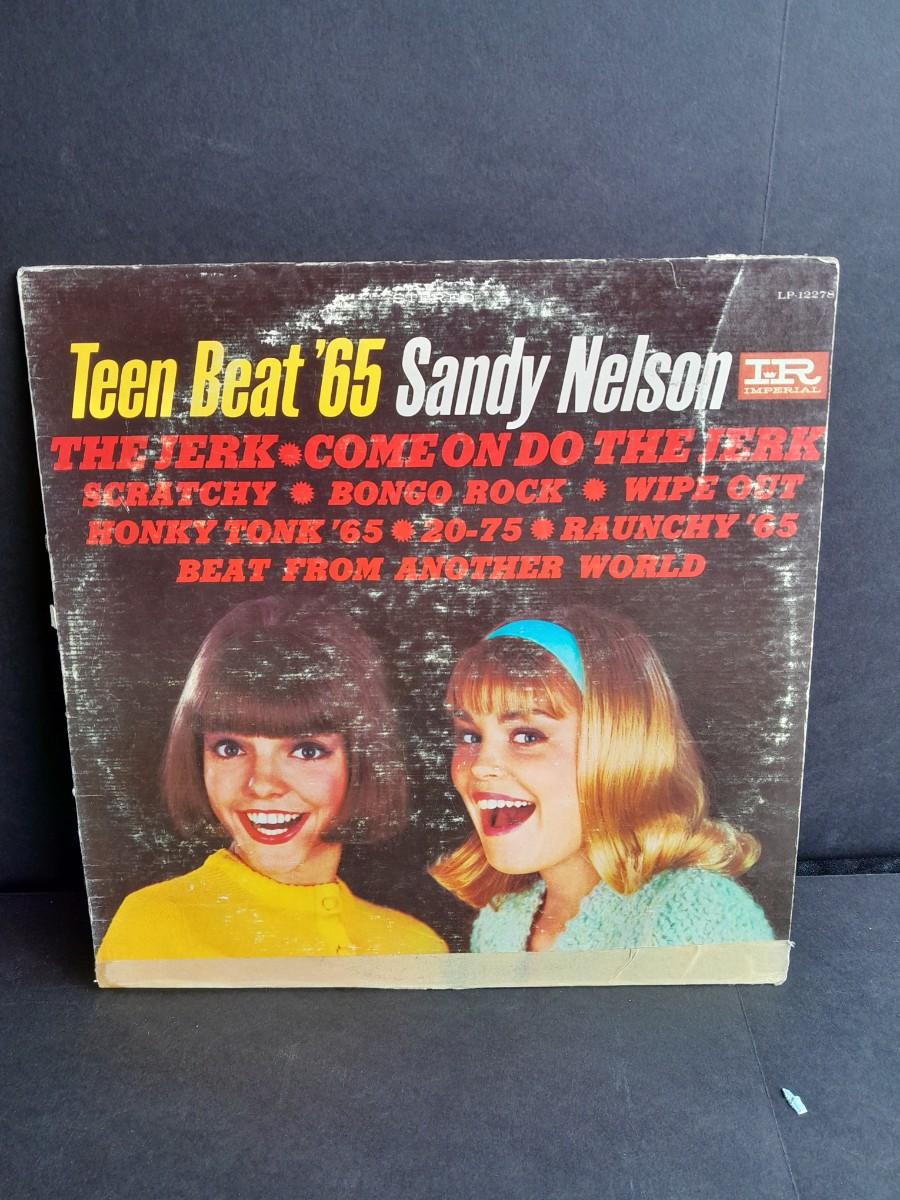 STEREO
LP-12278
Teen Beat '65 Sandy Nelson
IR
IMPERIAL
THE JERK * COME ON DO THE JERK
SCRATCHY * BONGO ROCK * WIPE OUT
HONKY TONK '65 * 20-75 * RAUNCHY '65
BEAT FROM ANOTHER WORLD